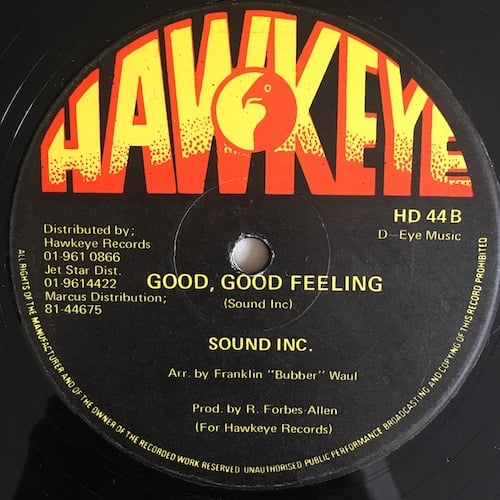 HAWKEYE
HD 44 B
D-Eye Music
Distributed by;
Hawkeye Records
01-961 0866
Jet Star Dist.
01-9614422
Marcus Distribution;
81-44675
GOOD, GOOD FEELING
(Sound Inc)
SOUND INC.
Arr. by Franklin "Bubber" Waul
Prod. by R. Forbes-Allen
(For Hawkeye Records)
ALL RIGHTS OF THE MANUFACTURER AND OF THE OWNER OF THE RECORDED WORK RESERVED UNAUTHORISED PUBLIC PERFORMANCE BROADCASTING AND COPYING OF THIS RECORD PROHIBITED